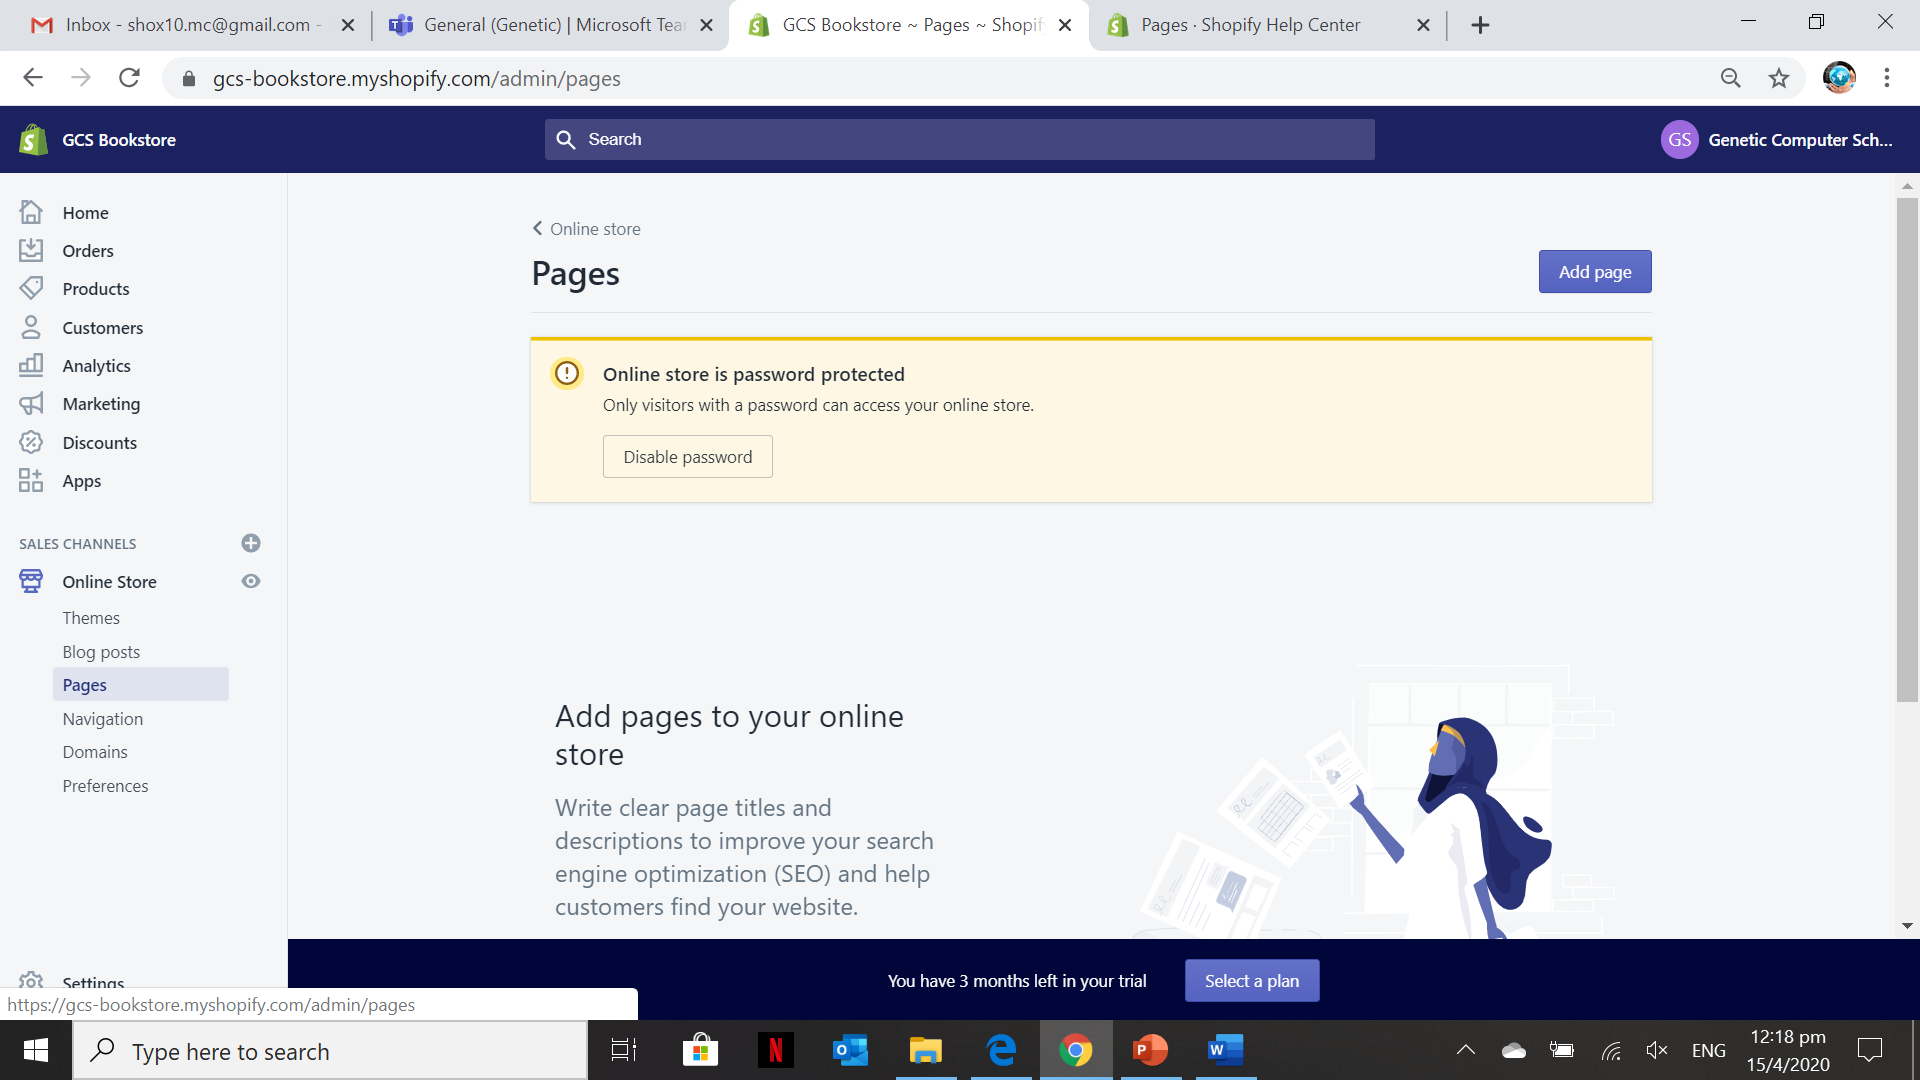 Inbox - shox10.mc@gmail.com -
General (Genetic) | Microsoft Tea
GCS Bookstore ~ Pages ~ Shopif
Pages · Shopify Help Center
gcs-bookstore.myshopify.com/admin/pages
GCS Bookstore
Search
GS
Genetic Computer Sch...
Home
Orders
Products
Customers
Analytics
Marketing
Discounts
Apps
SALES CHANNELS
Online Store
Themes
Blog posts
Pages
Navigation
Domains
Preferences
Settings
Online store
Pages
Add page
Online store is password protected
Only visitors with a password can access your online store.
Disable password
Add pages to your online
store
Write clear page titles and
descriptions to improve your search
engine optimization (SEO) and help
customers find your website.
You have 3 months left in your trial
Select a plan
https://gcs-bookstore.myshopify.com/admin/pages
Type here to search
ENG
12:18 pm
15/4/2020